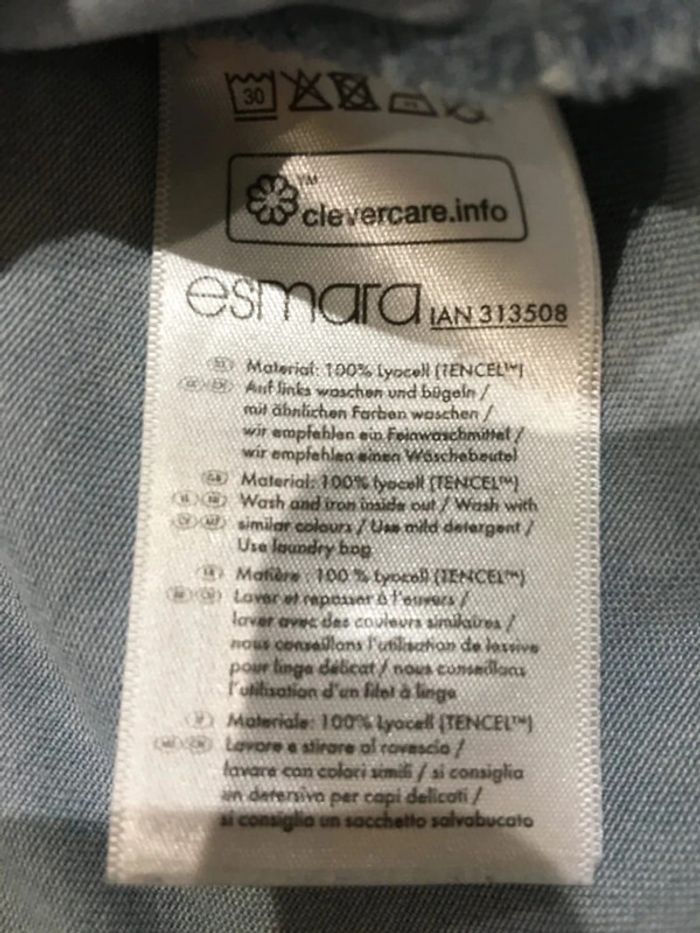 30
TM
clevercare.info
esmara IAN 313508
Material: 100% Lyocell (TENCEL™)
Auf links waschen und bügeln /
mit ähnlichen Farben waschen /
wir empfehlen ein Feinwaschmittel /
wir empfehlen einen Wäschebeutel
GB Material: 100% lyocell (TENCEL™)
Wash and iron inside out / Wash with
similar colours / Use mild detergent /
Use laundry bag
FR Matière : 100 % lyocell (TENCEL™)
Laver et repasser à l'envers /
laver avec des couleurs similaires /
nous conseillons l'utilisation de lessive
pour linge délicat / nous conseillons
l'utilisation d'un filet à linge
IT Materiale: 100% Lyocell (TENCEL™)
Lavare e stirare al rovescio /
lavare con colori simili / si consiglia
un detersivo per capi delicati /
si consiglia un sacchetto salvabucato